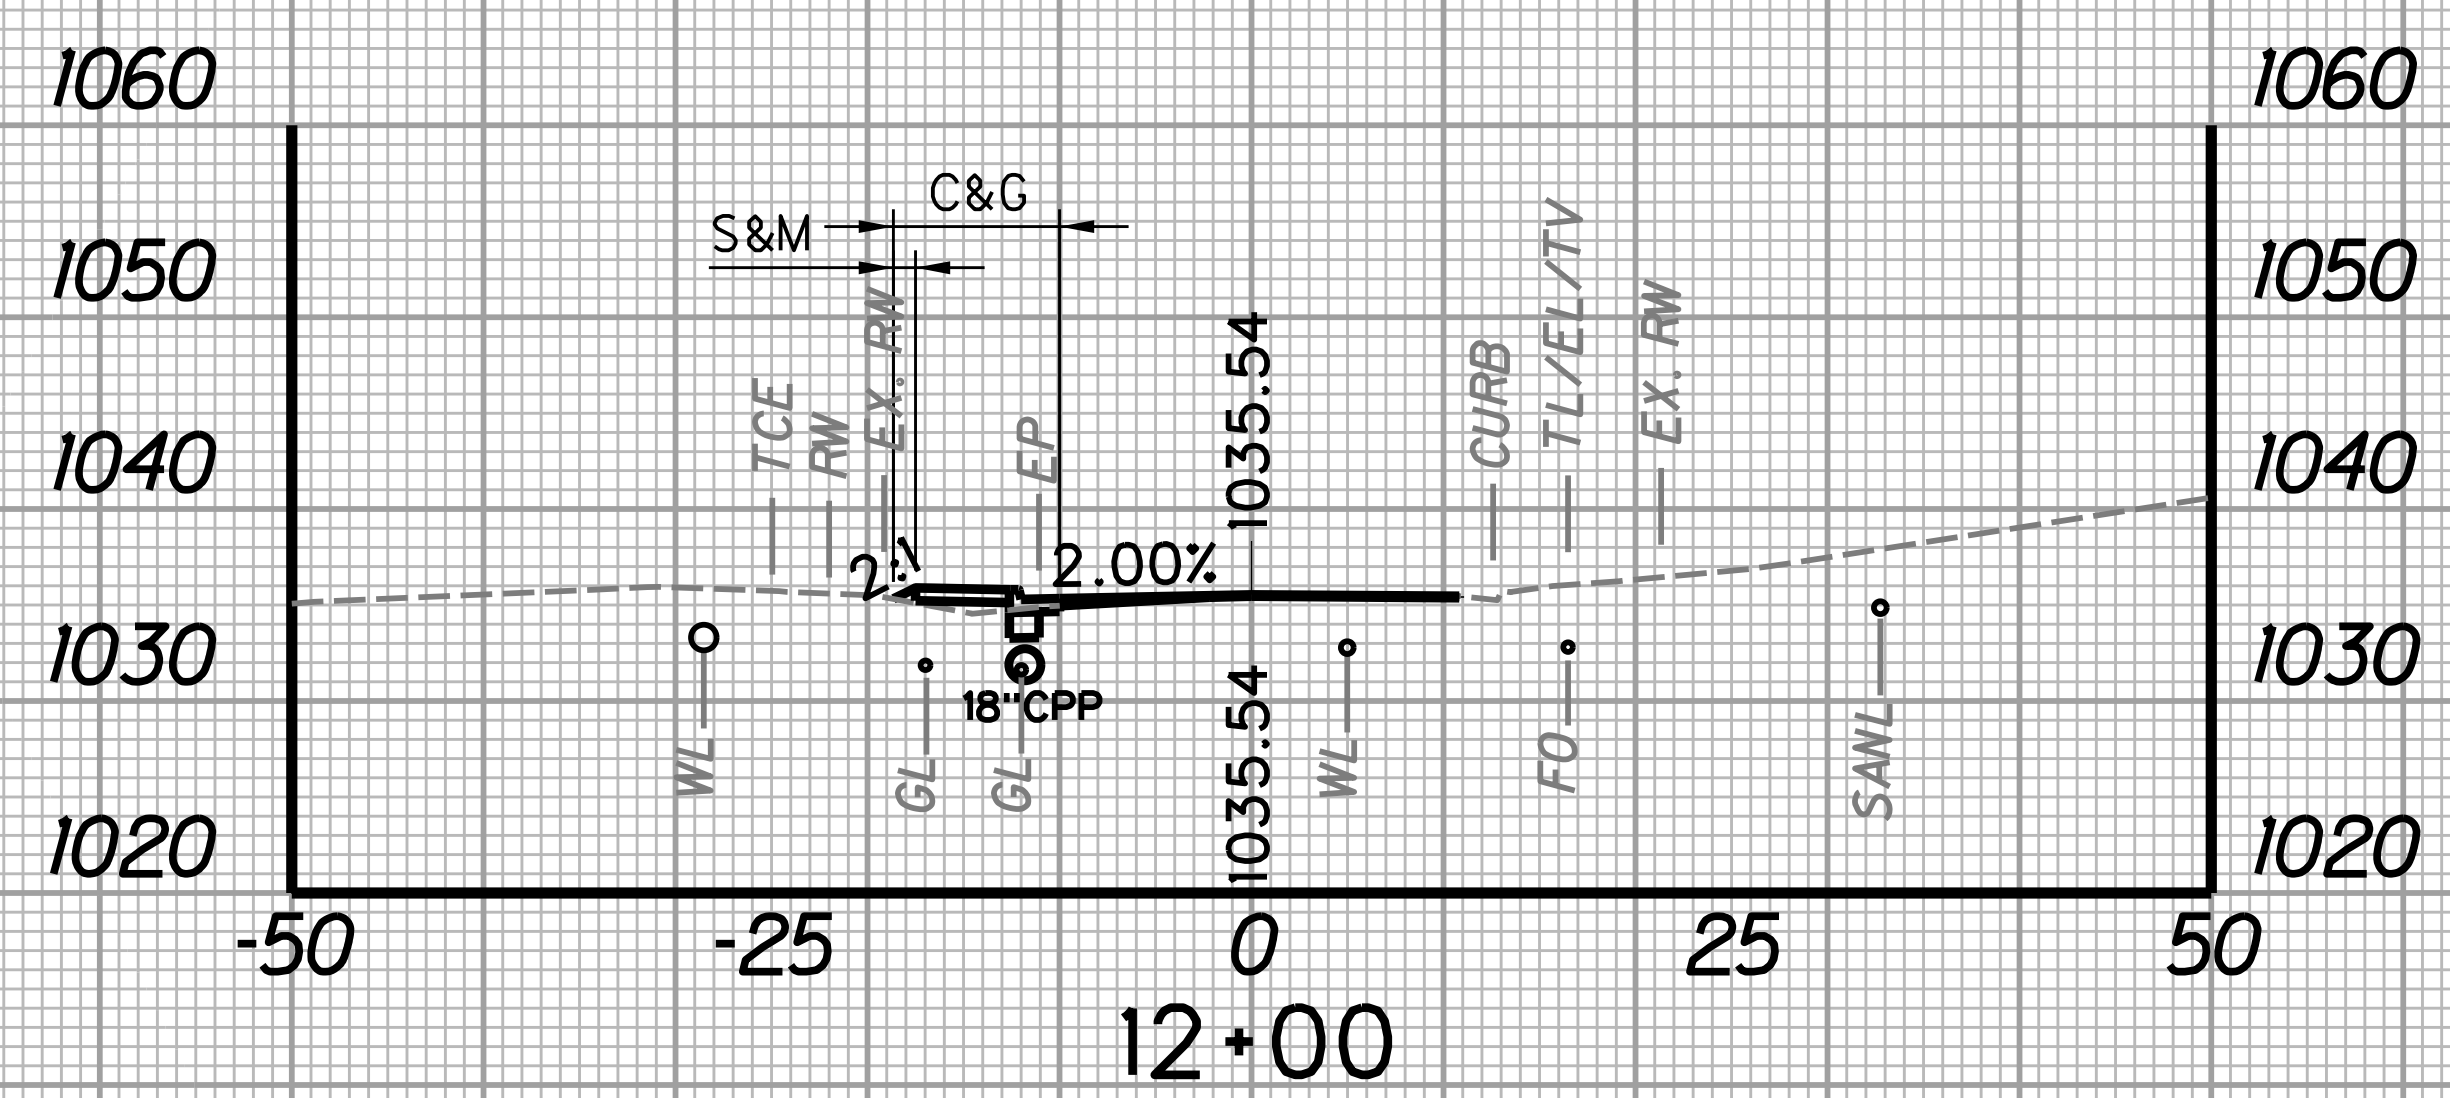 1060 1060
C&G
S&M
1050 1050
TCE
RW
EX. RW
EP
1035.54
CURB
TL/EL/TV
EX. RW
1040 1040
2:1
2.00%
1030 1030
18"CPP
WL
GL
GL
1035.54
WL
FO
SANL
1020 1020
-50 -25 0 25 50
12+00